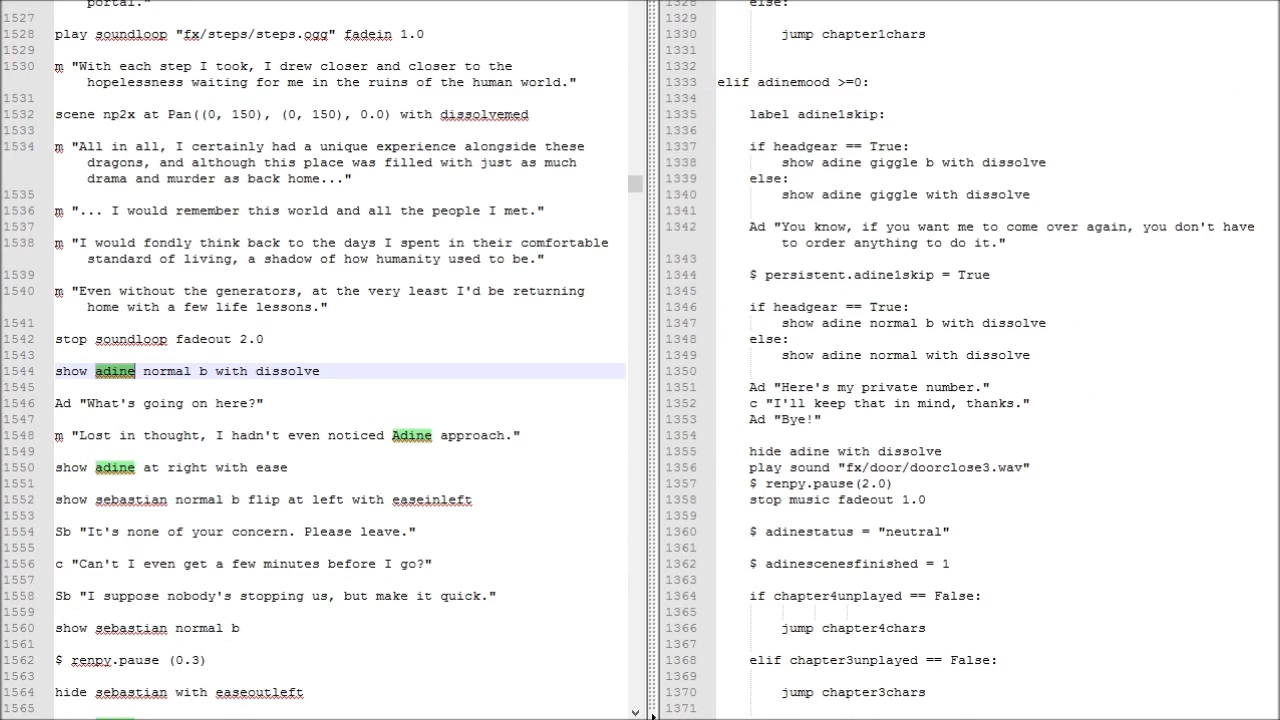 portal."
1527
1528 play soundloop "fx/steps/steps.ogg" fadein 1.0
1529
1530 m "With each step I took, I drew closer and closer to the
hopelessness waiting for me in the ruins of the human world."
1531
1532 scene np2x at Pan((0, 150), (0, 150), 0.0) with dissolvemed
1533
1534 m "All in all, I certainly had a unique experience alongside these
dragons, and although this place was filled with just as much
drama and murder as back home..."
1535
1536 m "... I would remember this world and all the people I met."
1537
1538 m "I would fondly think back to the days I spent in their comfortable
standard of living, a shadow of how humanity used to be."
1539
1540 m "Even without the generators, at the very least I'd be returning
home with a few life lessons."
1541
1542 stop soundloop fadeout 2.0
1543
1544 show adine normal b with dissolve
1545
1546 Ad "What's going on here?"
1547
1548 m "Lost in thought, I hadn't even noticed Adine approach."
1549
1550 show adine at right with ease
1551
1552 show sebastian normal b flip at left with easeinleft
1553
1554 Sb "It's none of your concern. Please leave."
1555
1556 c "Can't I even get a few minutes before I go?"
1557
1558 Sb "I suppose nobody's stopping us, but make it quick."
1559
1560 show sebastian normal b
1561
1562 $ renpy.pause (0.3)
1563
1564 hide sebastian with easeoutleft
1565
1328 else:
1329
1330 jump chapter1chars
1331
1332
1333 elif adinemood >=0:
1334
1335 label adine1skip:
1336
1337 if headgear == True:
1338 show adine giggle b with dissolve
1339 else:
1340 show adine giggle with dissolve
1341
1342 Ad "You know, if you want me to come over again, you don't have
to order anything to do it."
1343
1344 $ persistent.adine1skip = True
1345
1346 if headgear == True:
1347 show adine normal b with dissolve
1348 else:
1349 show adine normal with dissolve
1350
1351 Ad "Here's my private number."
1352 c "I'll keep that in mind, thanks."
1353 Ad "Bye!"
1354
1355 hide adine with dissolve
1356 play sound "fx/door/doorclose3.wav"
1357 $ renpy.pause(2.0)
1358 stop music fadeout 1.0
1359
1360 $ adinestatus = "neutral"
1361
1362 $ adinescenesfinished = 1
1363
1364 if chapter4unplayed == False:
1365
1366 jump chapter4chars
1367
1368 elif chapter3unplayed == False:
1369
1370 jump chapter3chars
1371